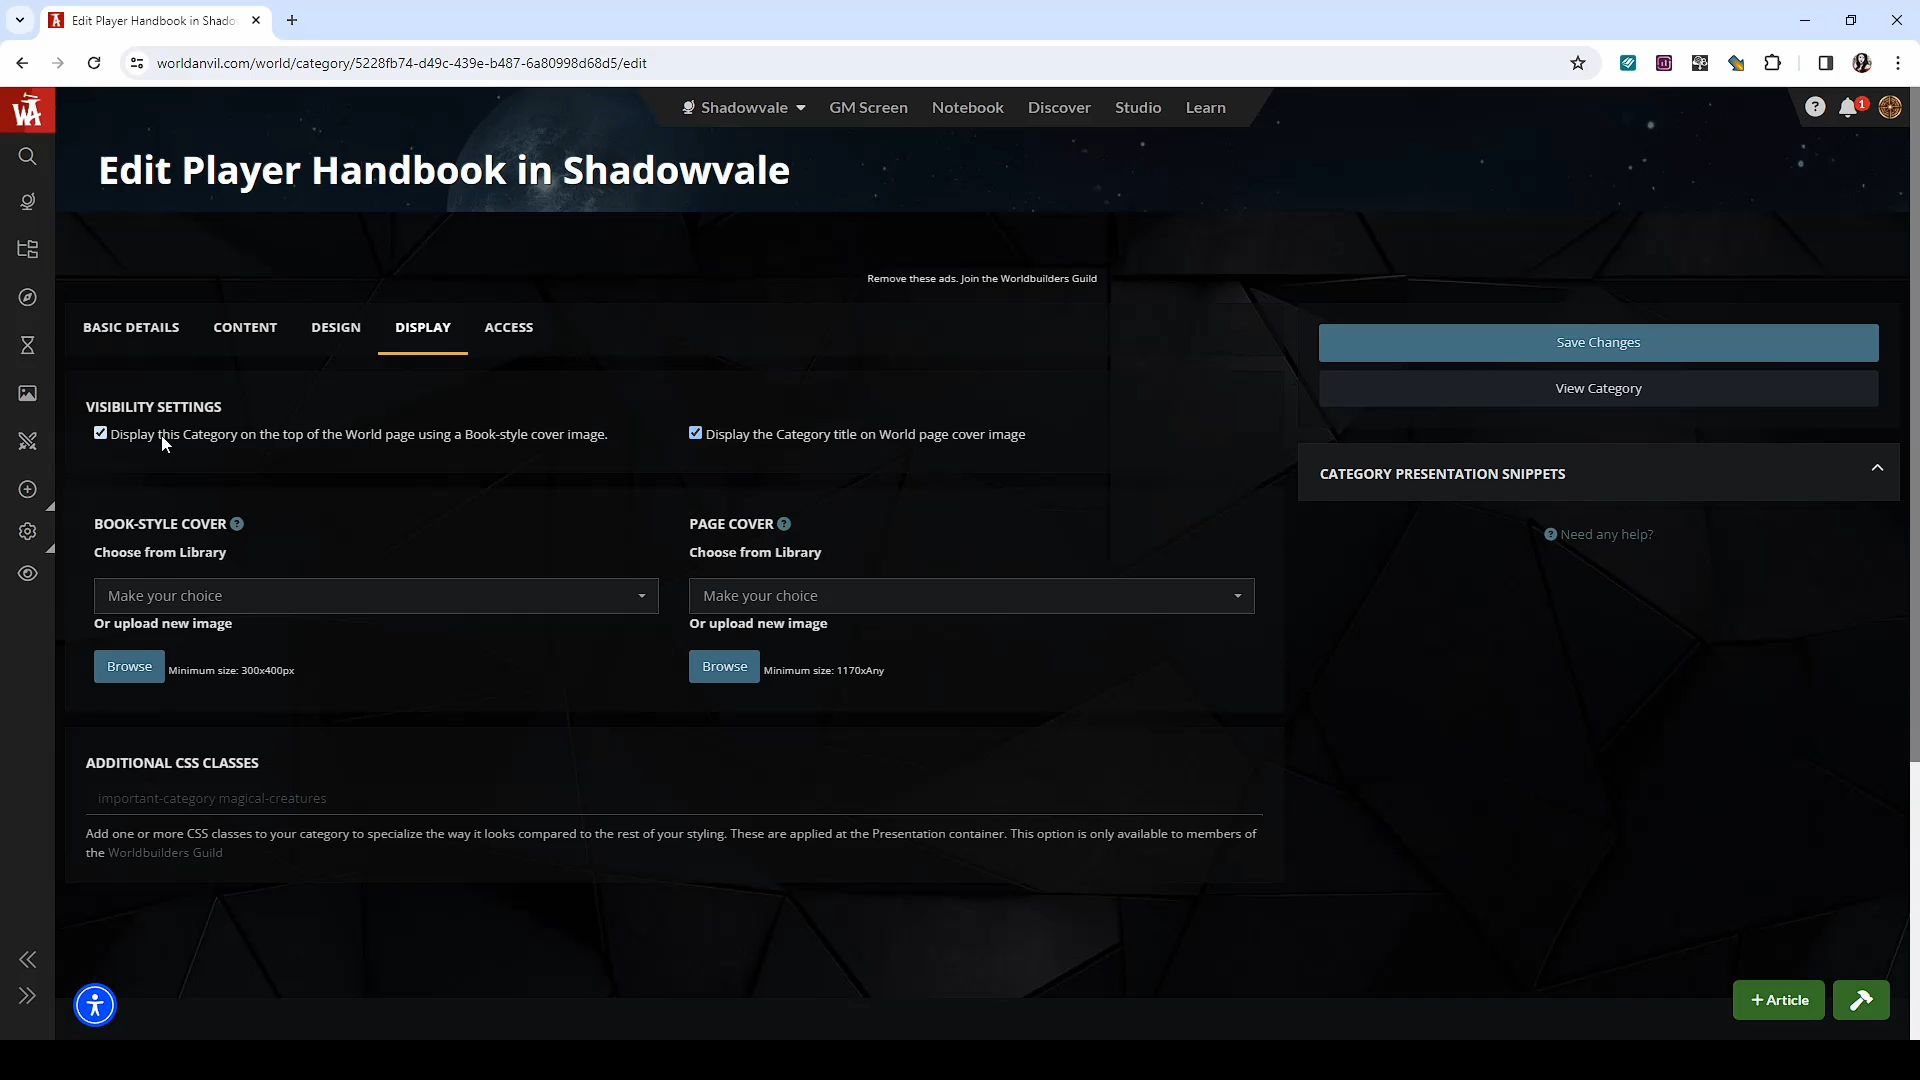 Edit Player Handbook in Shado
worldanvil.com/world/category/5228fb74-d49c-439e-b487-6a80998d68d5/edit
WA
Shadowvale GM Screen Notebook Discover Studio Learn
1
Edit Player Handbook in Shadowvale
Remove these ads. Join the Worldbuilders Guild
BASIC DETAILS CONTENT DESIGN DISPLAY ACCESS
Save Changes
View Category
VISIBILITY SETTINGS
Display this Category on the top of the World page using a Book-style cover image.
Display the Category title on World page cover image
CATEGORY PRESENTATION SNIPPETS
Need any help?
BOOK-STYLE COVER
Choose from Library
Make your choice
Or upload new image
Browse Minimum size: 300x400px
PAGE COVER
Choose from Library
Make your choice
Or upload new image
Browse Minimum size: 1170xAny
ADDITIONAL CSS CLASSES
important-category magical-creatures
Add one or more CSS classes to your category to specialize the way it looks compared to the rest of your styling. These are applied at the Presentation container. This option is only available to members of
the Worldbuilders Guild
+ Article